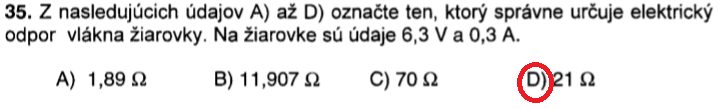 35. Z nasledujúcich údajov A) až D) označte ten, ktorý správne určuje elektrický
odpor vlákna žiarovky. Na žiarovke sú údaje 6,3 V a 0,3 A.
A) 1,89 Ω B) 11,907 Ω C) 70 Ω D) 21 Ω